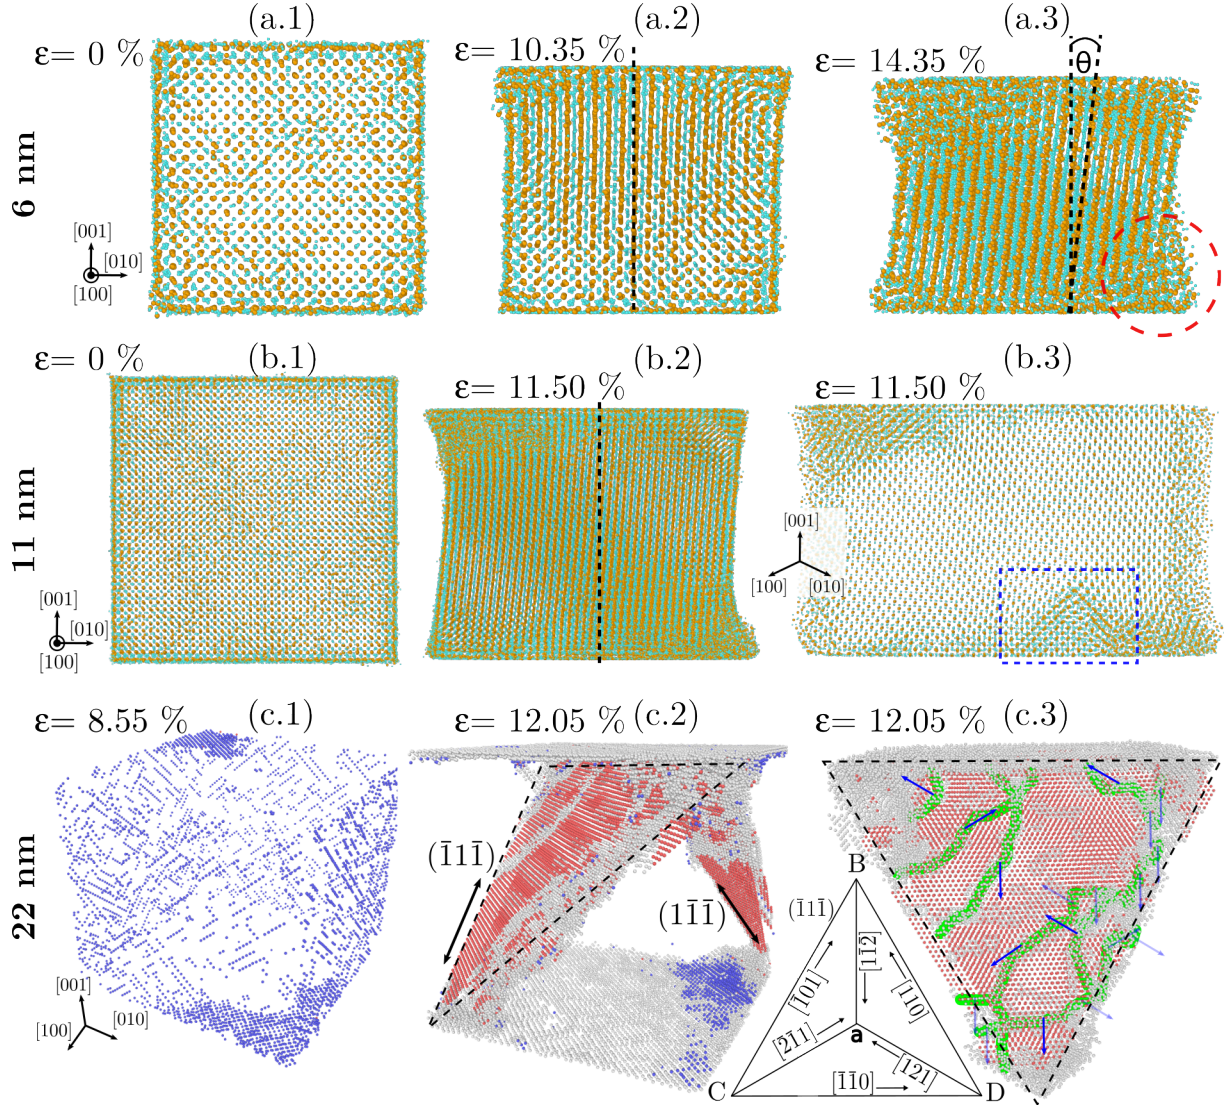 (a.1)
(a.2)
(a.3)
ε= 0 %
ε= 10.35 %
ε= 14.35 %
θ
6 nm
[001]
[010]
[100]
ε= 0 %
(b.1)
ε= 11.50 %
(b.2)
ε= 11.50 %
(b.3)
11 nm
[001]
[010]
[100]
[001]
[100]
[010]
ε= 8.55 %
(c.1)
ε= 12.05 %
(c.2)
ε= 12.05 %
(c.3)
22 nm
[001]
[100]
[010]
(1̄11̄)
(11̄1̄)
B
(1̄11̄)
[1̄01]
[11̄2̄]
[1̄10]
[21̄1]
a
[121]
C
[1̄1̄0]
D